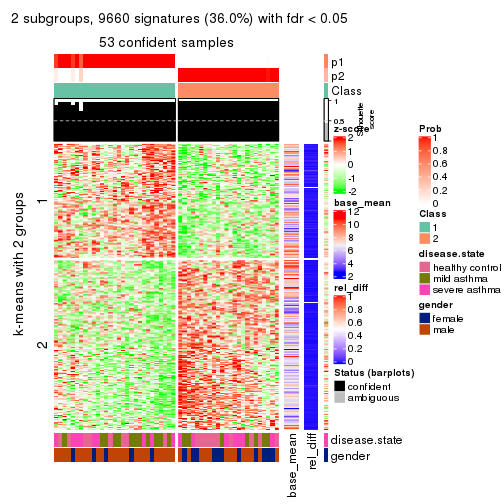 2 subgroups, 9660 signatures (36.0%) with fdr < 0.05
53 confident samples
p1
p2
Class
1
0.5
0
Silhouette
score
k-means with 2 groups
1
2
z-score
2
1
0
-1
-2
base_mean
12
10
8
6
4
2
rel_diff
1
0.8
0.6
0.4
0.2
0
Status (barplots)
confident
ambiguous
Prob
1
0.8
0.6
0.4
0.2
0
Class
1
2
disease.state
healthy control
mild asthma
severe asthma
gender
female
male
disease.state
gender
base_mean
rel_diff